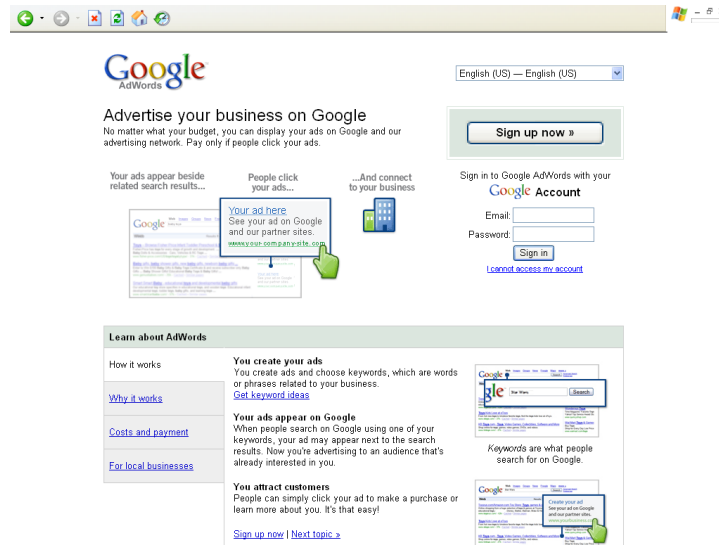 Google
AdWords
English (US) — English (US)
Advertise your business on Google
No matter what your budget, you can display your ads on Google and our
advertising network. Pay only if people click your ads.
Sign up now »
Your ads appear beside
related search results...
People click
your ads...
...And connect
to your business
Google
Your ad here
See your ad on Google
and our partner sites.
www.your-company-site.com
Sign in to Google AdWords with your
Google Account
Email:
Password:
Sign in
I cannot access my account
Learn about AdWords
How it works
Why it works
Costs and payment
For local businesses
You create your ads
You create ads and choose keywords, which are words
or phrases related to your business.
Get keyword ideas
Your ads appear on Google
When people search on Google using one of your
keywords, your ad may appear next to the search
results. Now you're advertising to an audience that's
already interested in you.
You attract customers
People can simply click your ad to make a purchase or
learn more about you. It's that easy!
Sign up now | Next topic »
Google
gle
Star Wars
Search
Keywords are what people
search for on Google.
Google
Create your ad
See your ad on Google
and our partner sites.